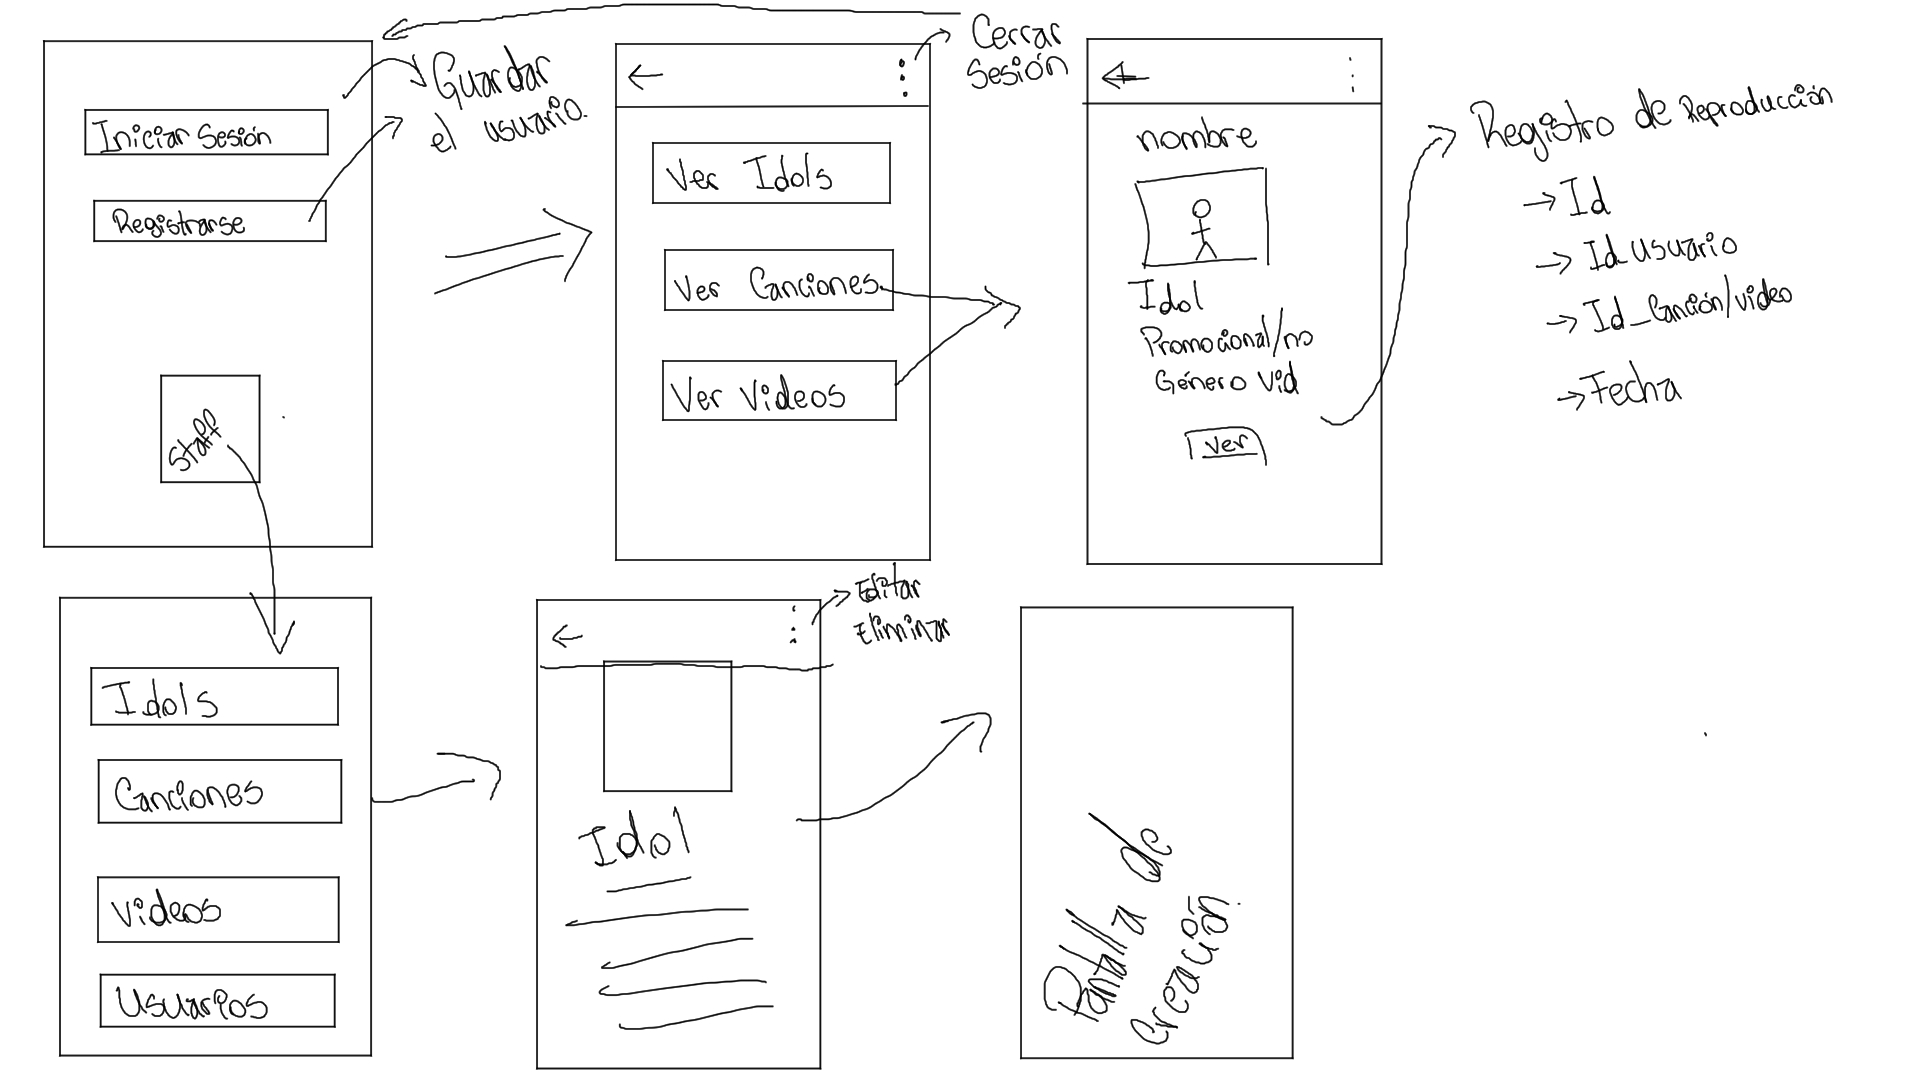 Iniciar Sesión
Registrarse
Staff
Guardar
el usuario.
Cerrar
Sesión
Ver Idols
Ver Canciones
Ver Videos
nombre
Idol
Promocional/no
Género Vid
Ver
Registro de Reproducción
→ Id
→ Id_usuario
→ Id_Canción/video
→ Fecha
Idols
Canciones
Videos
Usuarios
Editar
Eliminar
Idol
Pantalla de
Creación